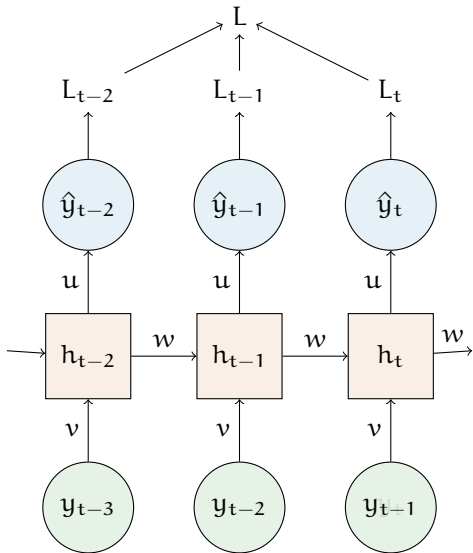 L
L_{t−2} L_{t−1} L_t
ŷ_{t−2} ŷ_{t−1} ŷ_t
u u u
w w w
h_{t−2} h_{t−1} h_t
v v v
y_{t−3} y_{t−2} y_{t−1}